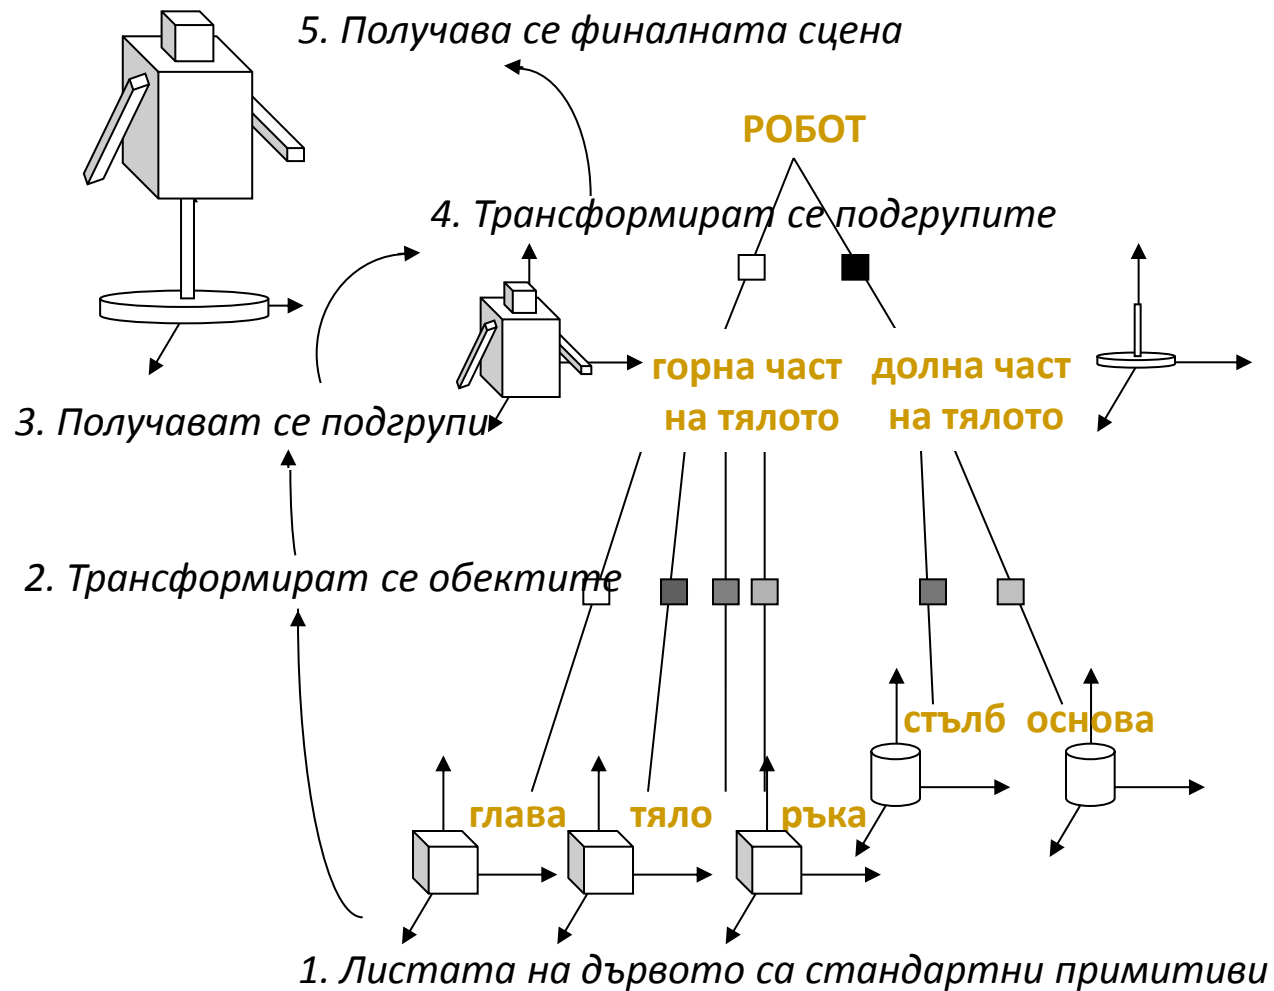 5. Получава се финалната сцена
РОБОТ
4. Трансформират се подгрупите
горна част
на тялото
долна част
на тялото
3. Получават се подгрупи
2. Трансформират се обектите
стълб
основа
глава
тяло
ръка
1. Листата на дървото са стандартни примитиви